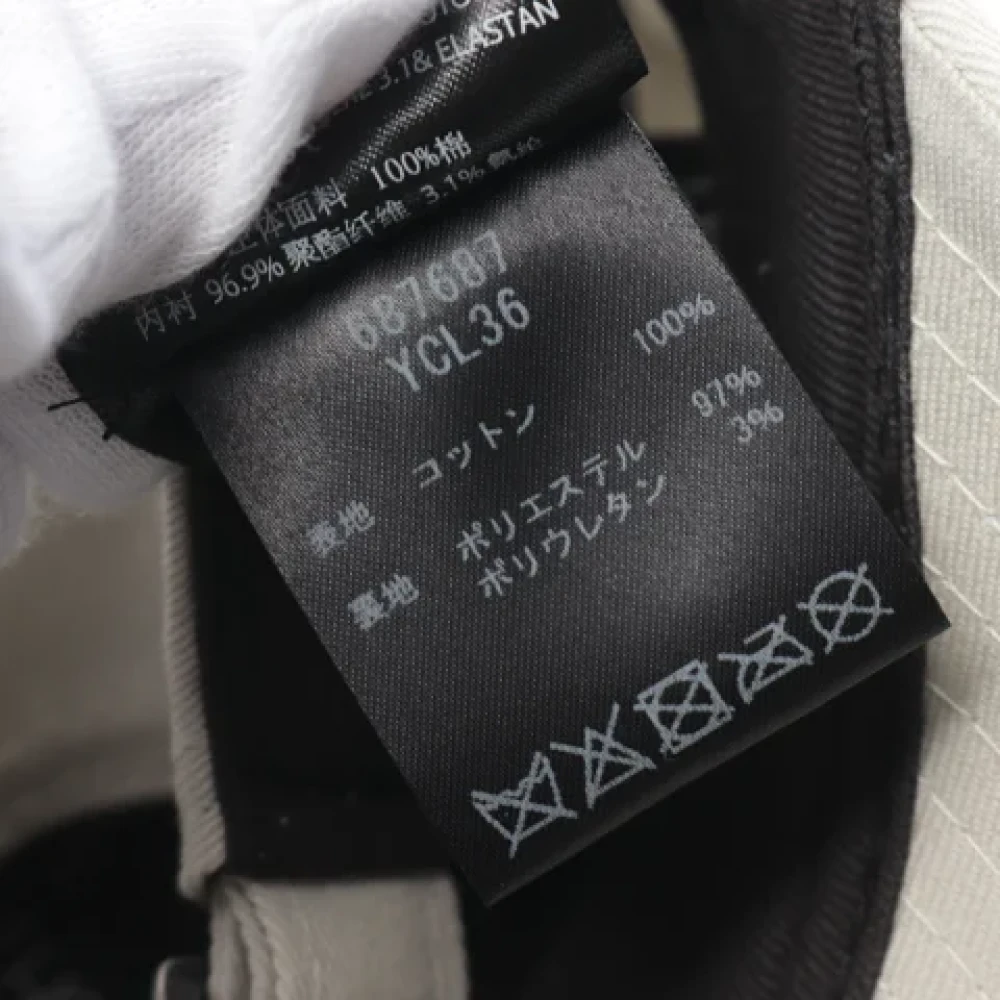 3.1& ELASTAN
主体面料 100%棉
内衬 96.9%聚酯纤维 3.1%氨纶
687687
YCL36
表地 コットン 100%
裏地 ポリエステル 97%
ポリウレタン 3%